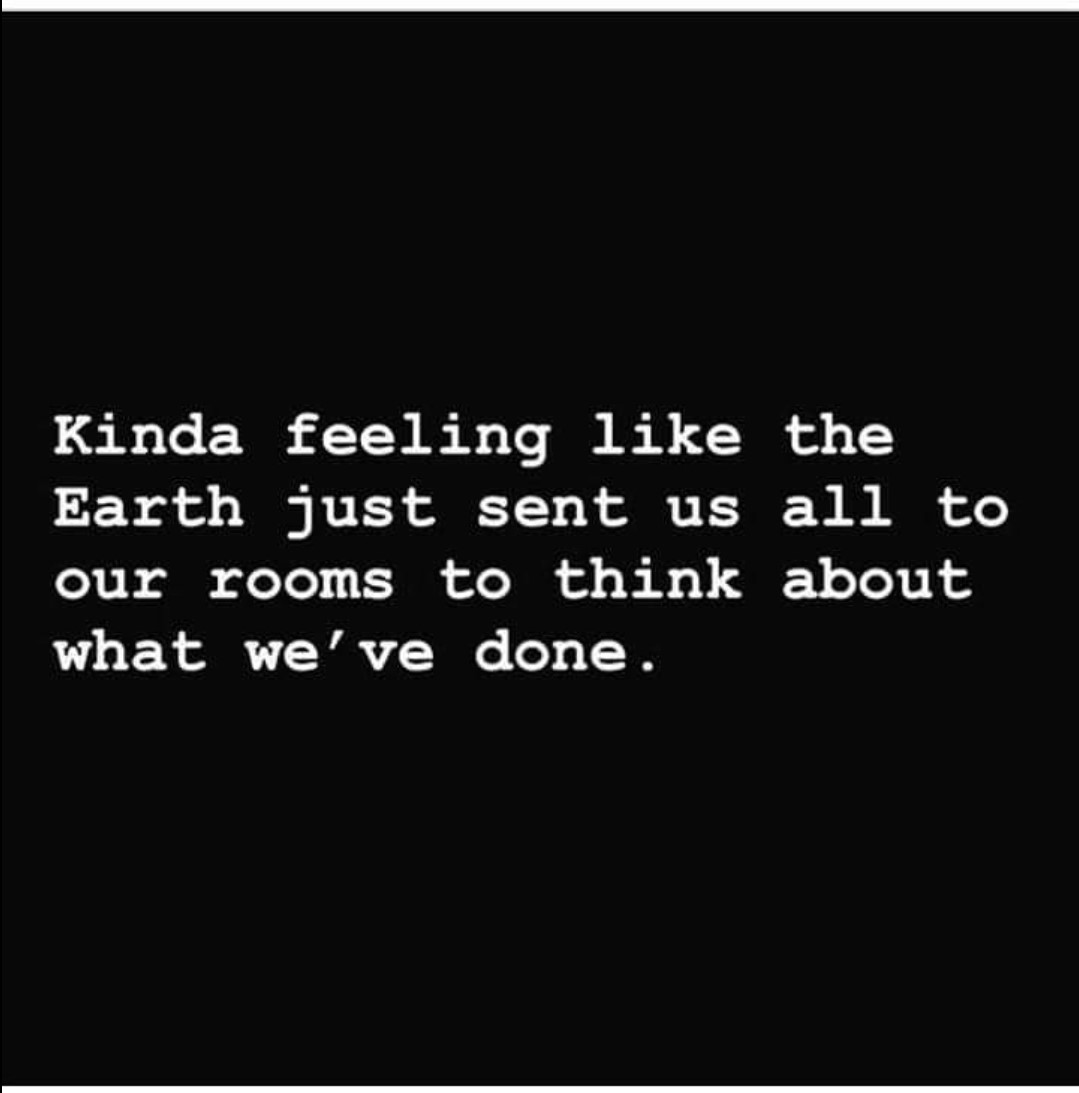 Kinda feeling like the
Earth just sent us all to
our rooms to think about
what we've done.